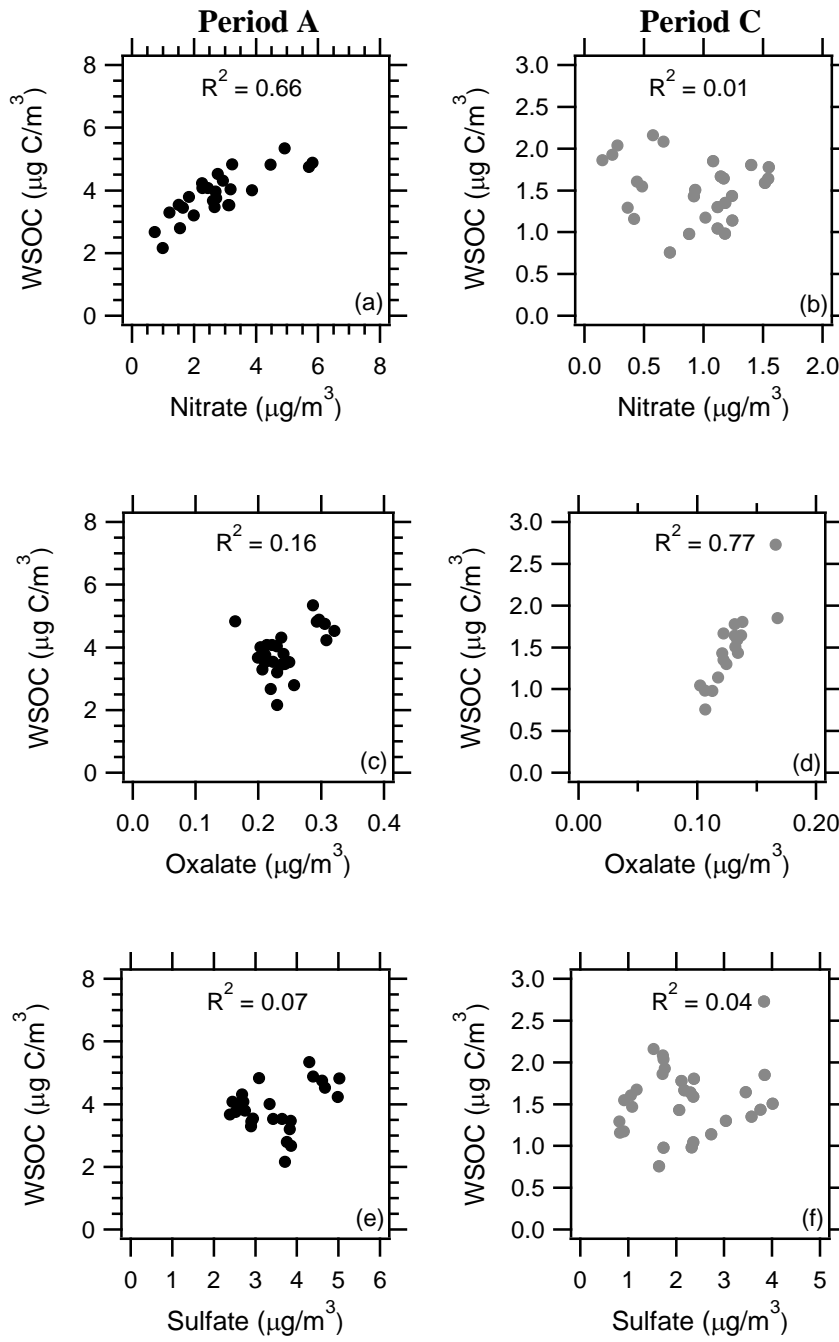 Period A
Period C
8
6
4
2
0
WSOC (μg C/m³)
R² = 0.66
(a)
0 2 4 6 8
Nitrate (μg/m³)
3.0
2.5
2.0
1.5
1.0
0.5
0.0
WSOC (μg C/m³)
R² = 0.01
(b)
0.0 0.5 1.0 1.5 2.0
Nitrate (μg/m³)
8
6
4
2
0
WSOC (μg C/m³)
R² = 0.16
(c)
0.0 0.1 0.2 0.3 0.4
Oxalate (μg/m³)
3.0
2.5
2.0
1.5
1.0
0.5
0.0
WSOC (μg C/m³)
R² = 0.77
(d)
0.00 0.10 0.20
Oxalate (μg/m³)
8
6
4
2
0
WSOC (μg C/m³)
R² = 0.07
(e)
0 1 2 3 4 5 6
Sulfate (μg/m³)
3.0
2.5
2.0
1.5
1.0
0.5
0.0
WSOC (μg C/m³)
R² = 0.04
(f)
0 1 2 3 4 5
Sulfate (μg/m³)